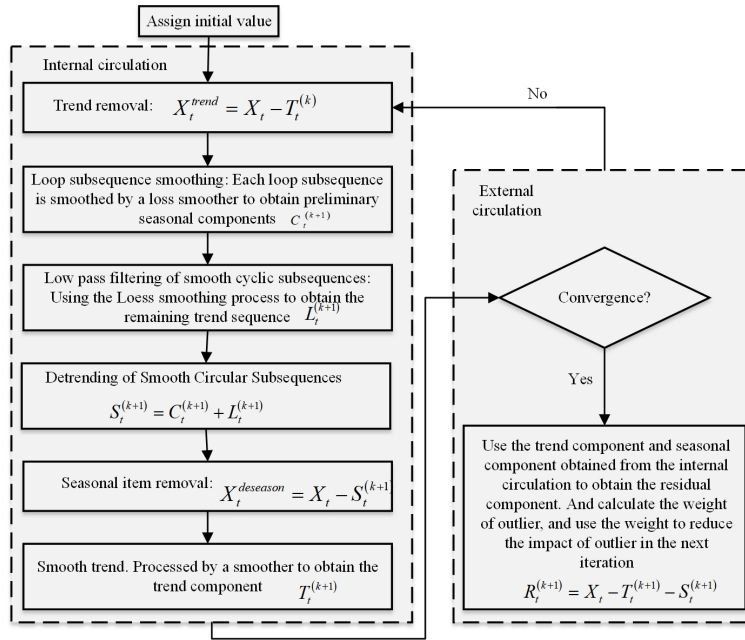 Assign initial value
Internal circulation
Trend removal: X_t^{trend} = X_t − T_t^{(k)}
Loop subsequence smoothing: Each loop subsequence
is smoothed by a loss smoother to obtain preliminary
seasonal components C_t^{(k+1)}
Low pass filtering of smooth cyclic subsequences:
Using the Loess smoothing process to obtain the
remaining trend sequence L_t^{(k+1)}
Detrending of Smooth Circular Subsequences
S_t^{(k+1)} = C_t^{(k+1)} + L_t^{(k+1)}
Seasonal item removal: X_t^{deseason} = X_t − S_t^{(k+1)}
Smooth trend. Processed by a smoother to obtain the
trend component T_t^{(k+1)}
No
External
circulation
Convergence?
Yes
Use the trend component and seasonal
component obtained from the internal
circulation to obtain the residual
component. And calculate the weight
of outlier, and use the weight to reduce
the impact of outlier in the next
iteration
R_t^{(k+1)} = X_t − T_t^{(k+1)} − S_t^{(k+1)}